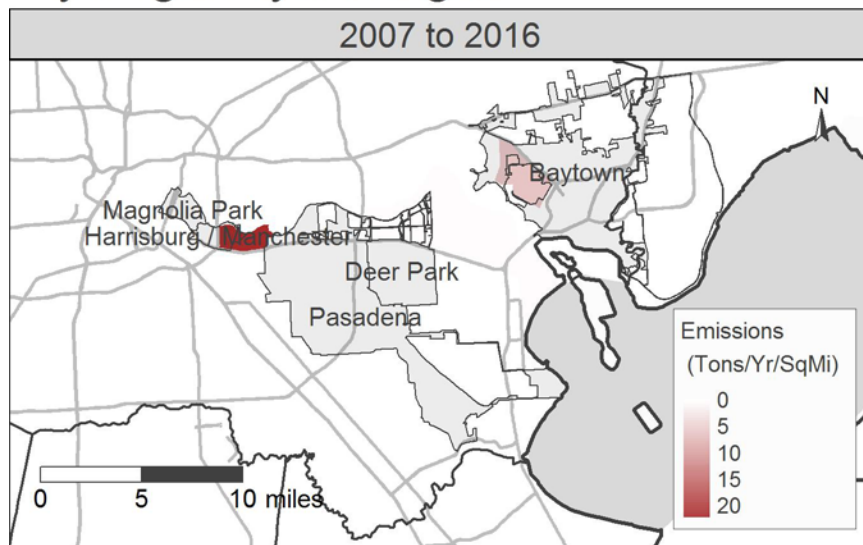 2007 to 2016
N
Baytown
Magnolia Park
Harrisburg
Manchester
Deer Park
Pasadena
Emissions
(Tons/Yr/SqMi)
0
5
10
15
20
0 5 10 miles